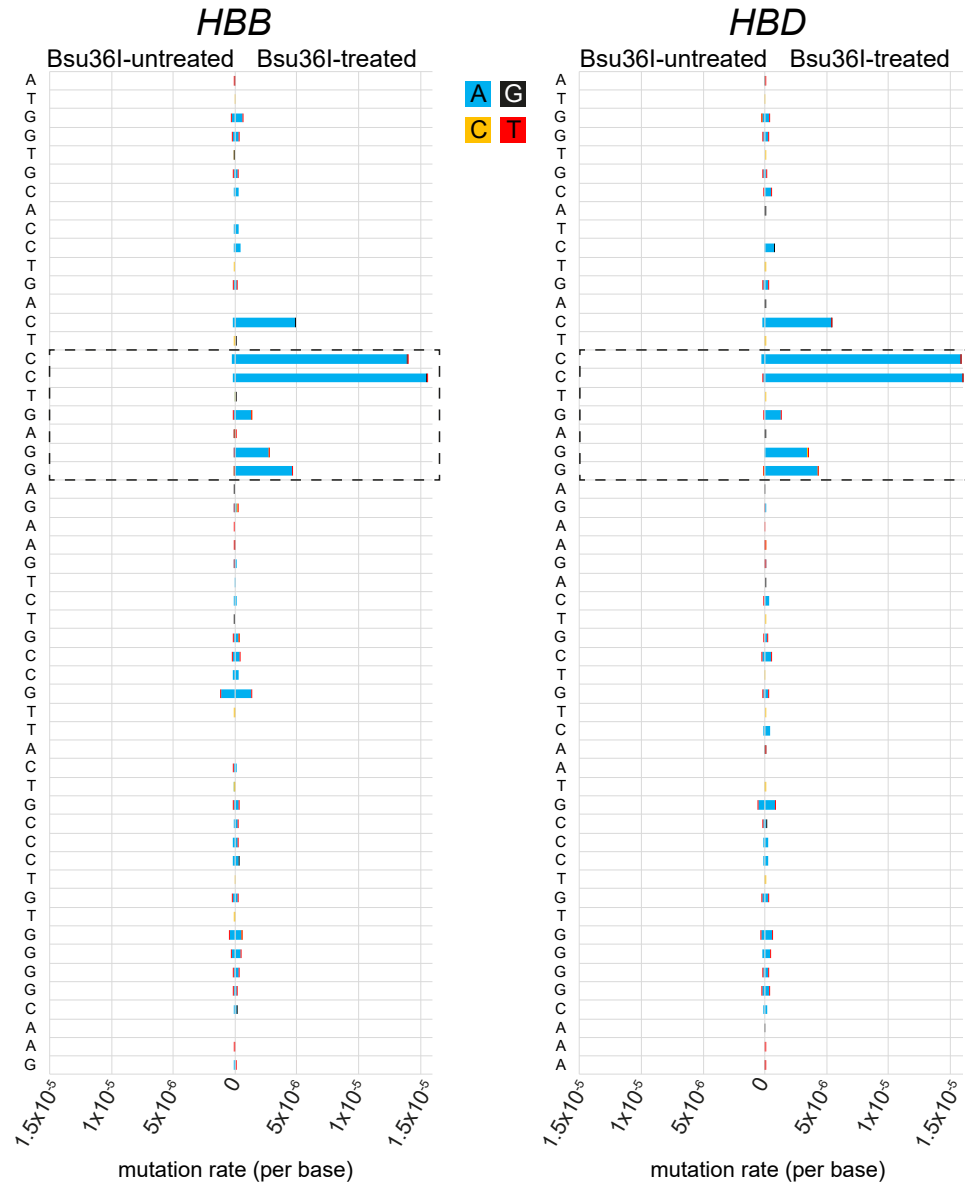 HBB
Bsu36I-untreated Bsu36I-treated
A
T
G
G
T
G
C
A
C
C
T
G
A
C
T
C
C
T
G
A
G
G
A
G
A
A
G
T
C
T
G
C
C
G
T
T
A
C
T
G
C
C
C
T
G
T
G
G
G
G
C
A
A
G
1.5x10⁻⁵ 1x10⁻⁵ 5x10⁻⁶ 0 5x10⁻⁵ 1x10⁻⁵ 1.5x10⁻⁵
mutation rate (per base)
A G
C T
HBD
Bsu36I-untreated Bsu36I-treated
A
T
G
G
T
G
C
A
T
C
T
G
A
C
T
C
C
T
G
A
G
G
A
G
A
A
G
A
C
T
G
C
T
G
T
C
A
A
T
G
C
C
C
T
G
T
G
G
G
G
C
A
A
A
1.5x10⁻⁵ 1x10⁻⁵ 5x10⁻⁶ 0 5x10⁻⁶ 1x10⁻⁵ 1.5x10⁻⁵
mutation rate (per base)